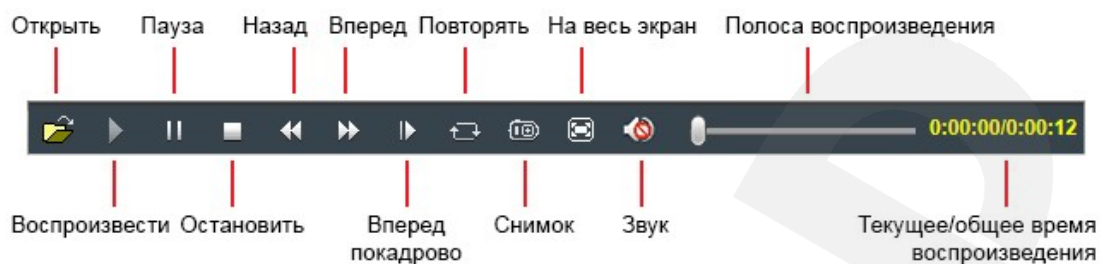 Открыть Пауза Назад Вперед Повторять На весь экран Полоса воспроизведения
0:00:00/0:00:12
Воспроизвести Остановить Вперед покадрово Снимок Звук Текущее/общее время воспроизведения